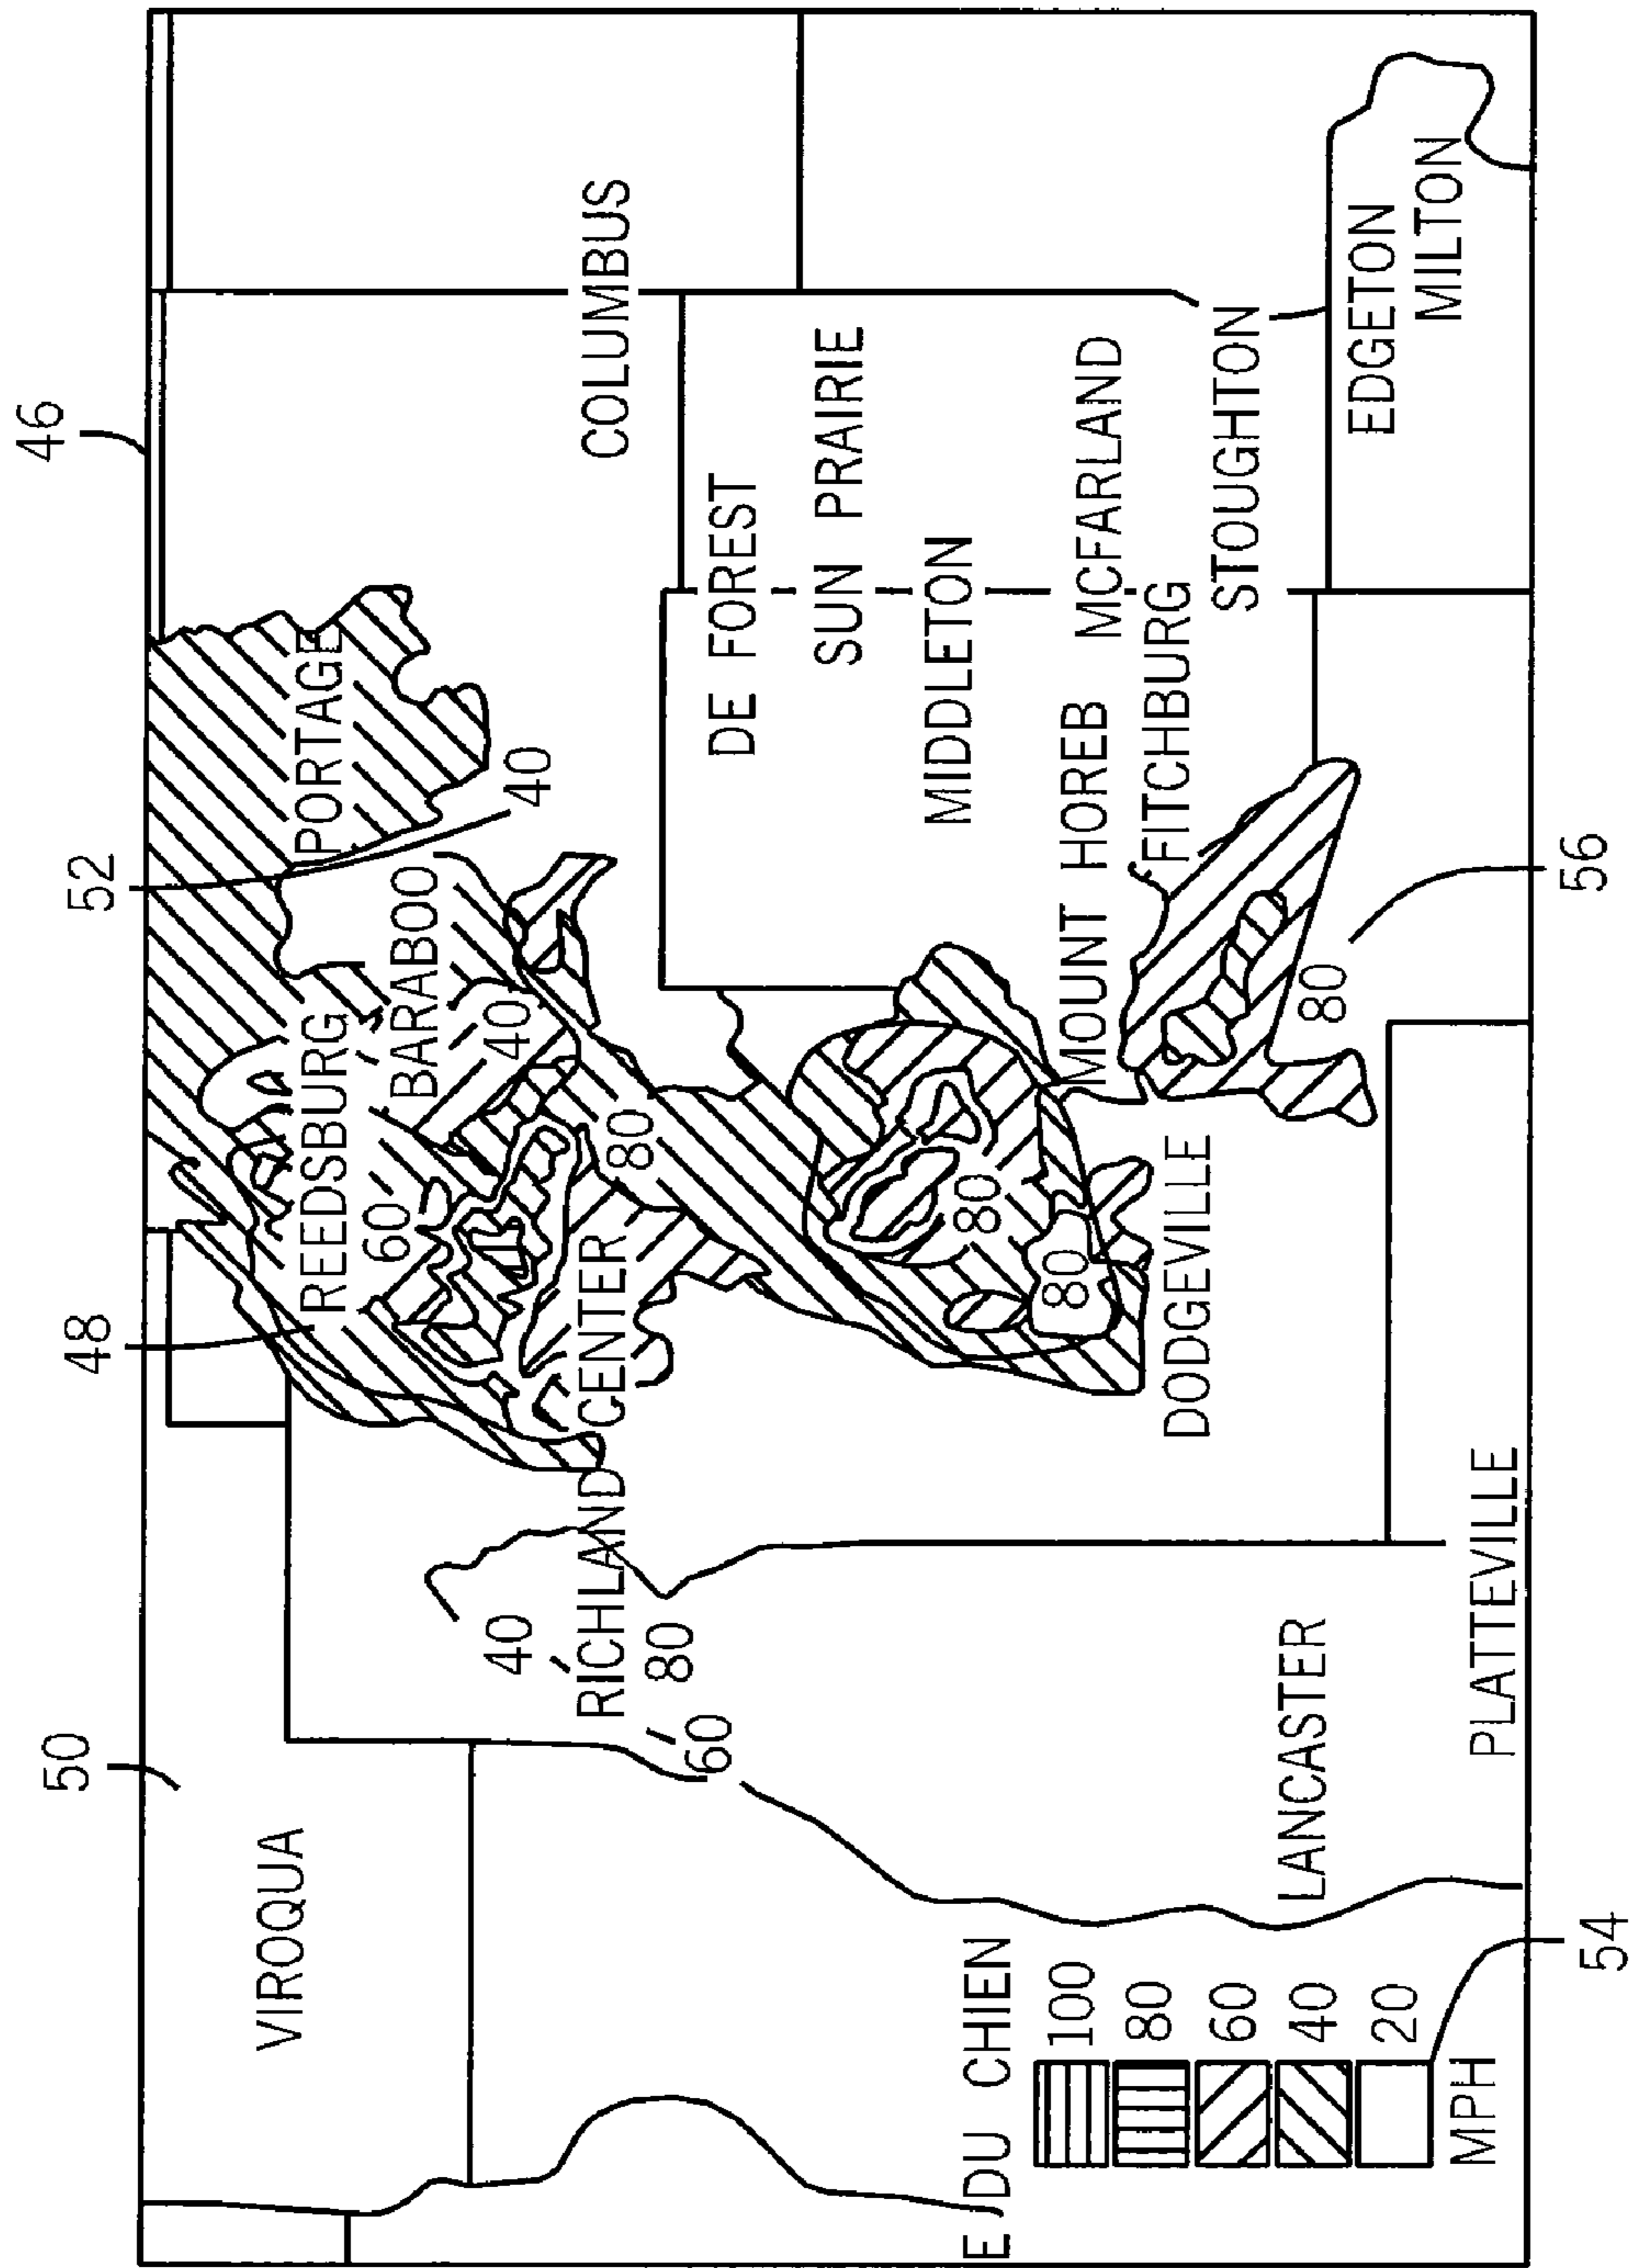 50
48
52
46
VIROQUA
REEDSBURG
PORTAGE
60
BARABOO
40
40
40
RICHLAND CENTER
COLUMBUS
80
80
60
DE FOREST
SUN PRAIRIE
MIDDLETON
80
E DU CHIEN
80
MOUNT HOREB
MCFARLAND
FITCHBURG
DODGEVILLE
STOUGHTON
LANCASTER
80
EDGETON
MILTON
PLATTEVILLE
100
80
60
40
20
MPH
54
56